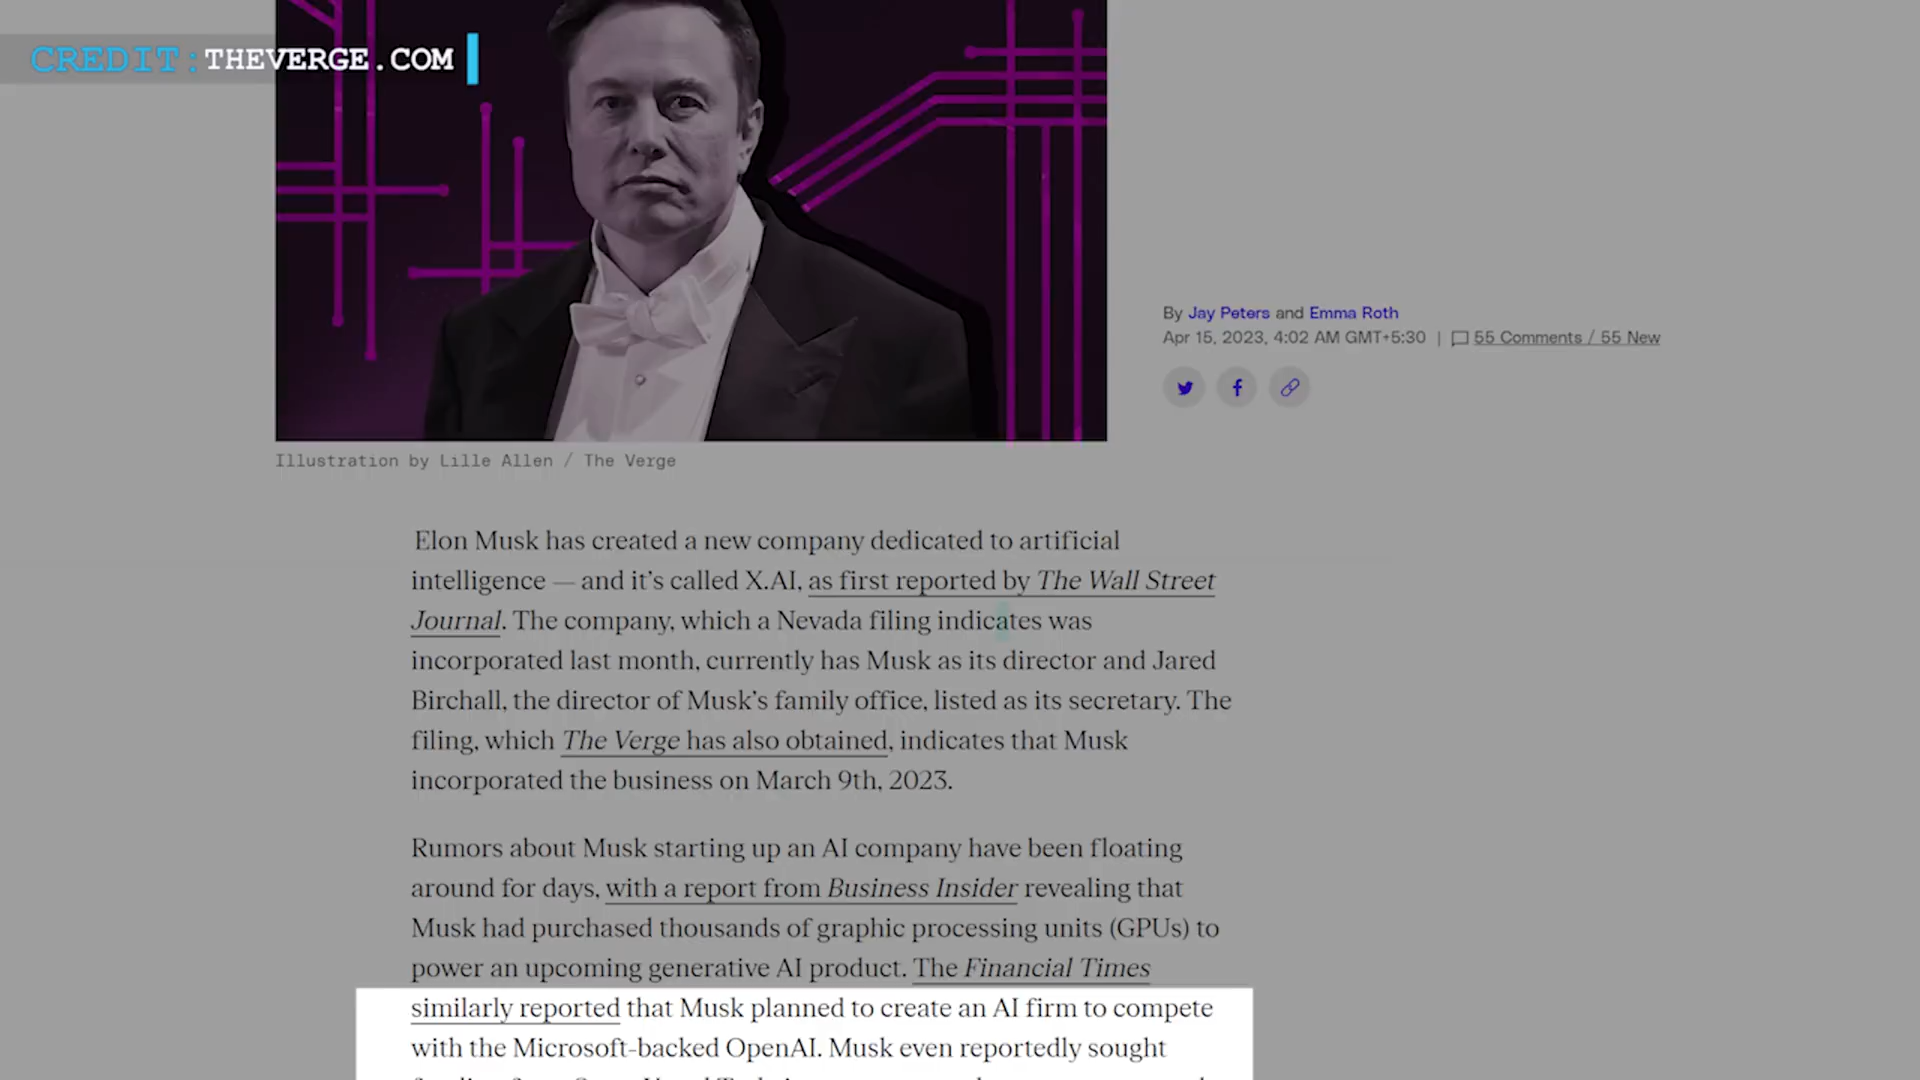 CREDIT:THEVERGE.COM
By Jay Peters and Emma Roth
Apr 15, 2023, 4:02 AM GMT+5:30 | 55 Comments / 55 New
Illustration by Lille Allen / The Verge
Elon Musk has created a new company dedicated to artificial
intelligence — and it’s called X.AI, as first reported by The Wall Street
Journal. The company, which a Nevada filing indicates was
incorporated last month, currently has Musk as its director and Jared
Birchall, the director of Musk’s family office, listed as its secretary. The
filing, which The Verge has also obtained, indicates that Musk
incorporated the business on March 9th, 2023.
Rumors about Musk starting up an AI company have been floating
around for days, with a report from Business Insider revealing that
Musk had purchased thousands of graphic processing units (GPUs) to
power an upcoming generative AI product. The Financial Times
similarly reported that Musk planned to create an AI firm to compete
with the Microsoft-backed OpenAI. Musk even reportedly sought